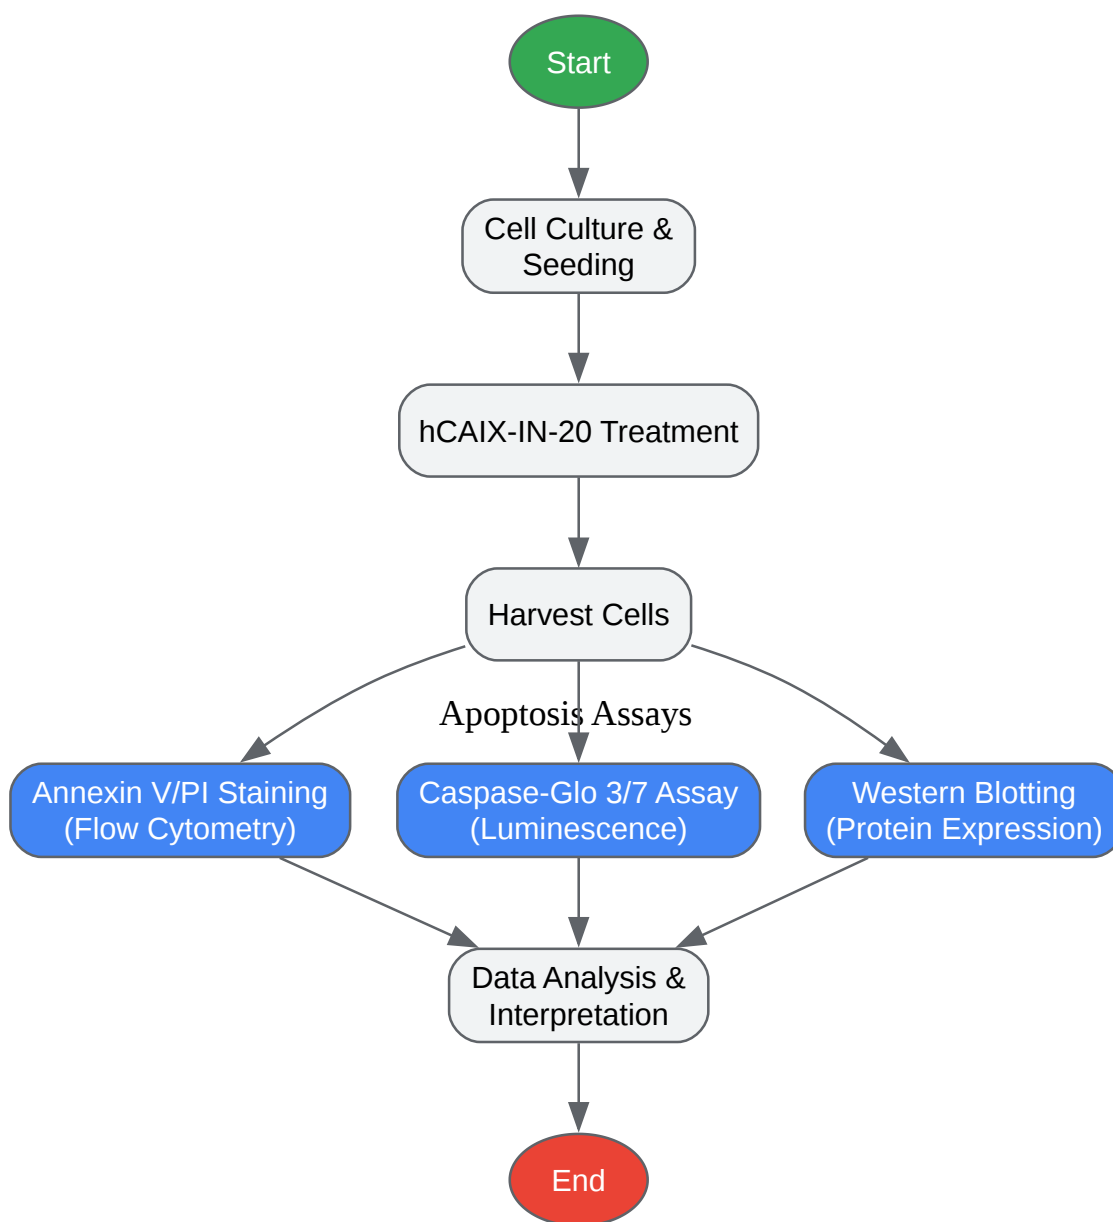 Start
Cell Culture &
Seeding
hCAIX-IN-20 Treatment
Harvest Cells
Apoptosis Assays
Annexin V/PI Staining
(Flow Cytometry)
Caspase-Glo 3/7 Assay
(Luminescence)
Western Blotting
(Protein Expression)
Data Analysis &
Interpretation
End